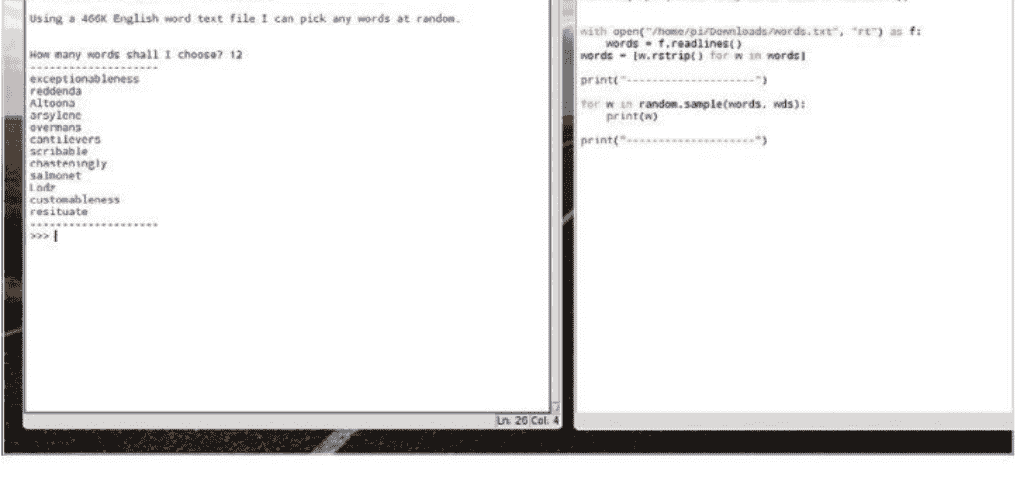 Using a 466K English word text file I can pick any words at random.
How many words shall I choose? 12
--------------------
exceptionableness
reddenda
Altoona
arsylene
overmans
cantilevers
scribable
chasteningly
salmonet
Lodr
customableness
resituate
--------------------
>>>
Ln: 26 Col: 4
with open("/home/pi/Downloads/words.txt", "rt") as f:
words = f.readlines()
words = [w.rstrip() for w in words]
print("--------------------")
for w in random.sample(words, wds):
print(w)
print("--------------------")